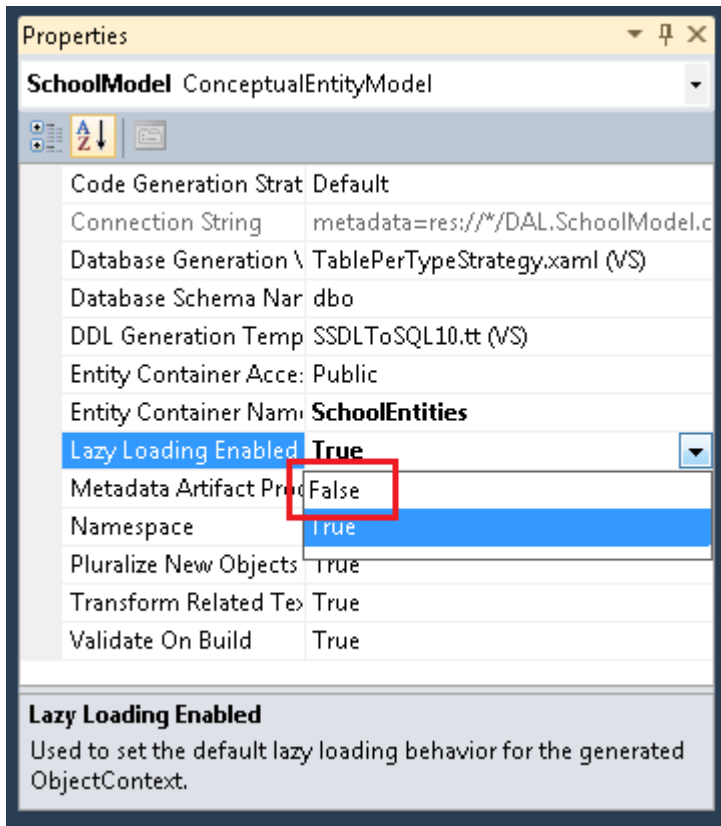 Properties
SchoolModel ConceptualEntityModel
Code Generation Strat Default
Connection String metadata=res://*/DAL.SchoolModel.c
Database Generation TablePerTypeStrategy.xaml (VS)
Database Schema Nar dbo
DDL Generation Temp SSDLToSQL10.tt (VS)
Entity Container Acce Public
Entity Container Nam SchoolEntities
Lazy Loading Enabled True
Metadata Artifact Proc False
Namespace True
Pluralize New Objects True
Transform Related Te True
Validate On Build True
Lazy Loading Enabled
Used to set the default lazy loading behavior for the generated
ObjectContext.